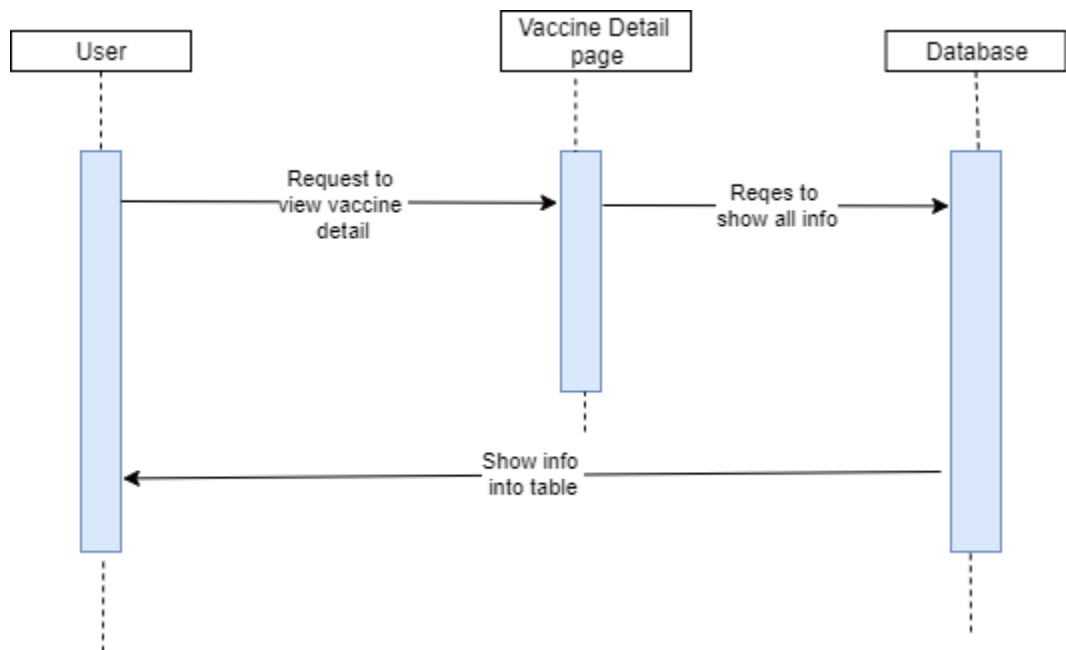 User
Vaccine Detail
page
Database
Request to
view vaccine
detail
Reqes to
show all info
Show info
into table